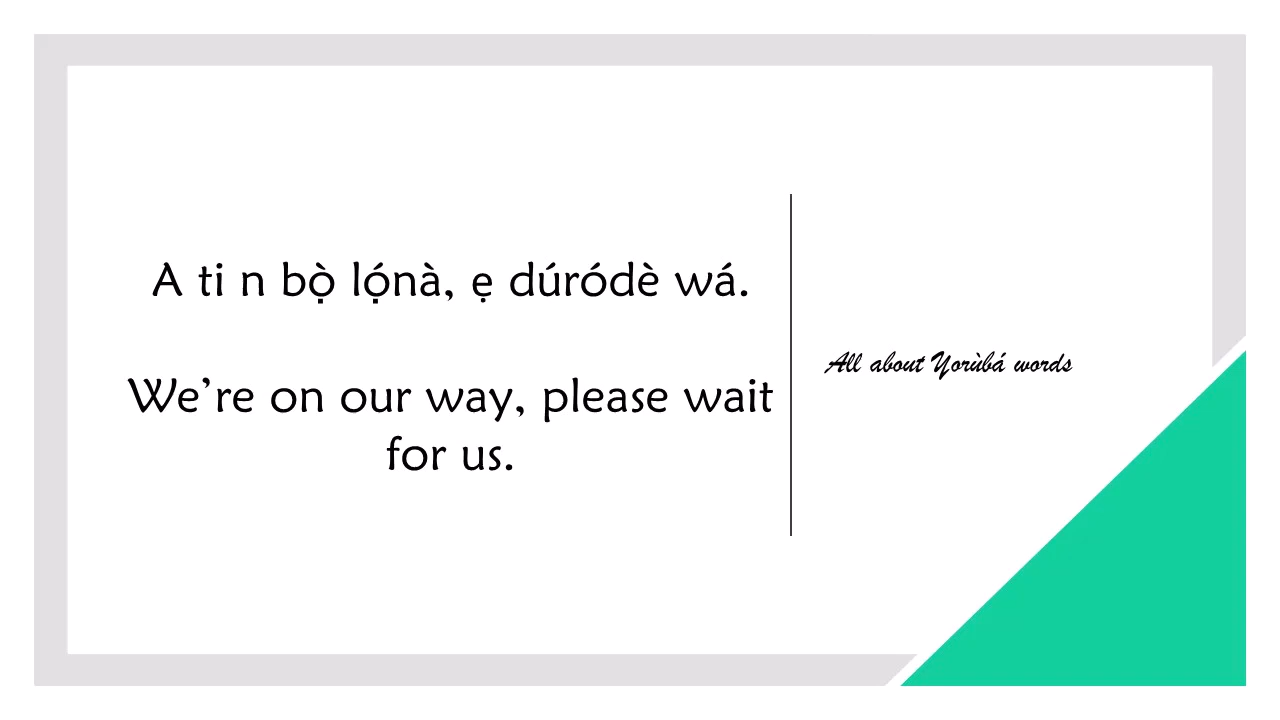 A ti n bọ̀ lọ́nà, ẹ dúródè wá.
We’re on our way, please wait
for us.
All about Yorùbá words